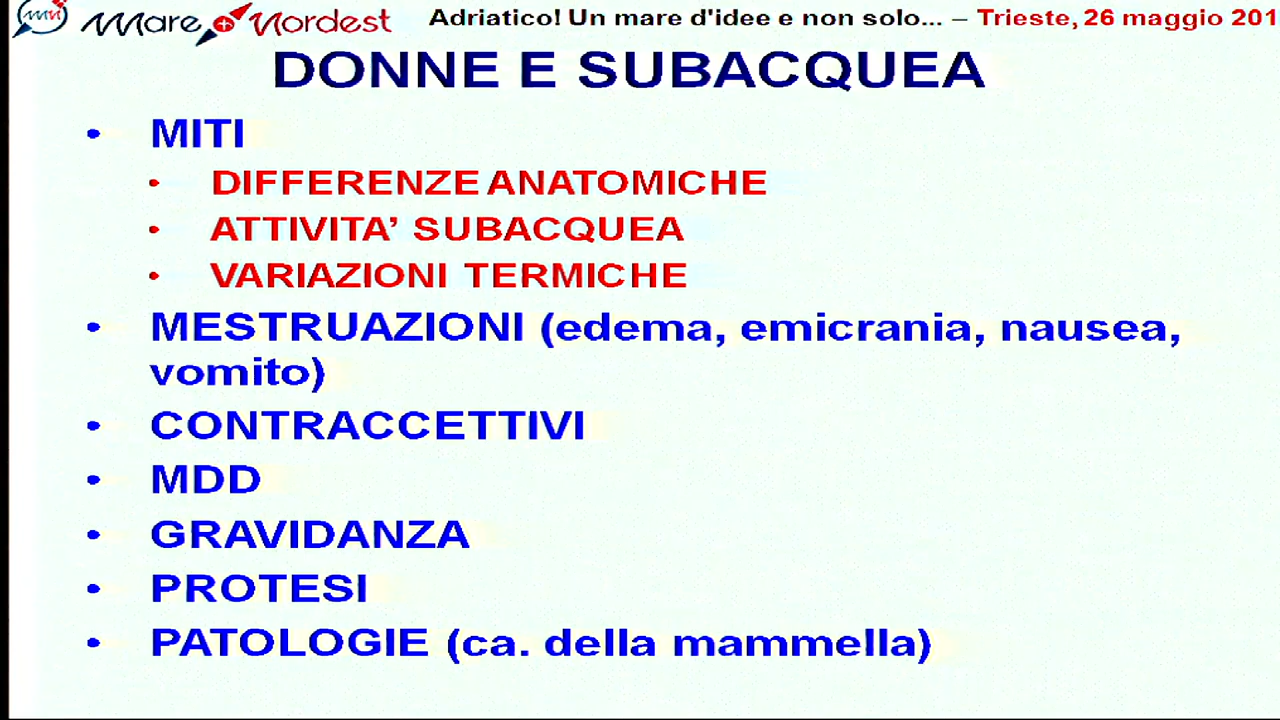 mn Mare Nordest Adriatico! Un mare d'idee e non solo... – Trieste, 26 maggio 201
DONNE E SUBACQUEA
• MITI
• DIFFERENZE ANATOMICHE
• ATTIVITA' SUBACQUEA
• VARIAZIONI TERMICHE
• MESTRUAZIONI (edema, emicrania, nausea,
vomito)
• CONTRACCETTIVI
• MDD
• GRAVIDANZA
• PROTESI
• PATOLOGIE (ca. della mammella)